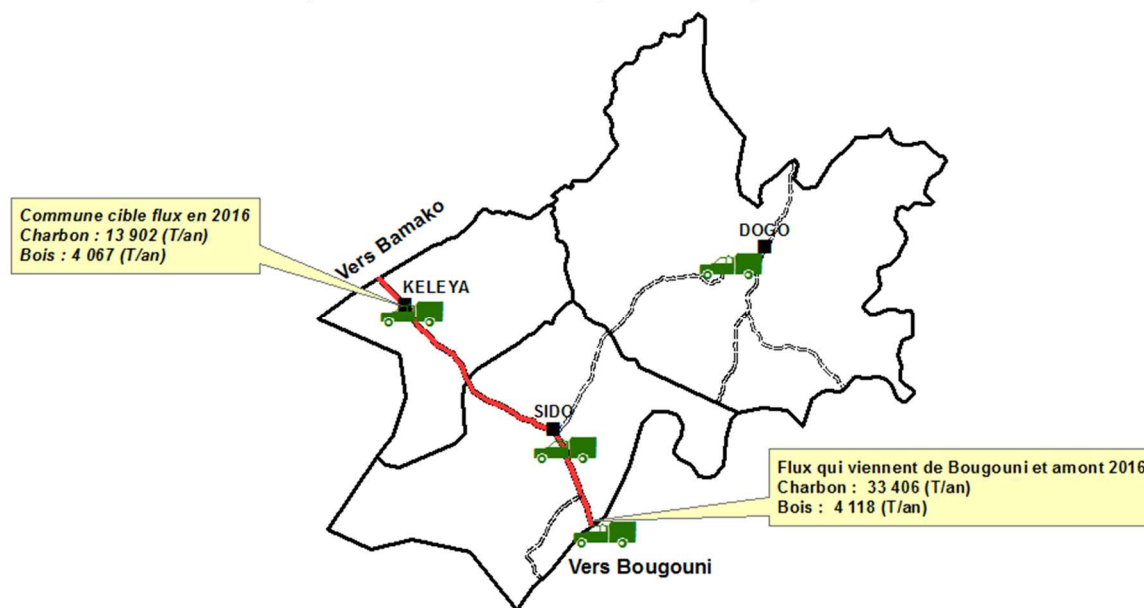 Commune cible flux en 2016
Charbon : 13 902 (T/an)
Bois : 4 067 (T/an)
Vers Bamako
KELEYA
DOGO
SIDO
Flux qui viennent de Bougouni et amont 2016
Charbon : 33 406 (T/an)
Bois : 4 118 (T/an)
Vers Bougouni